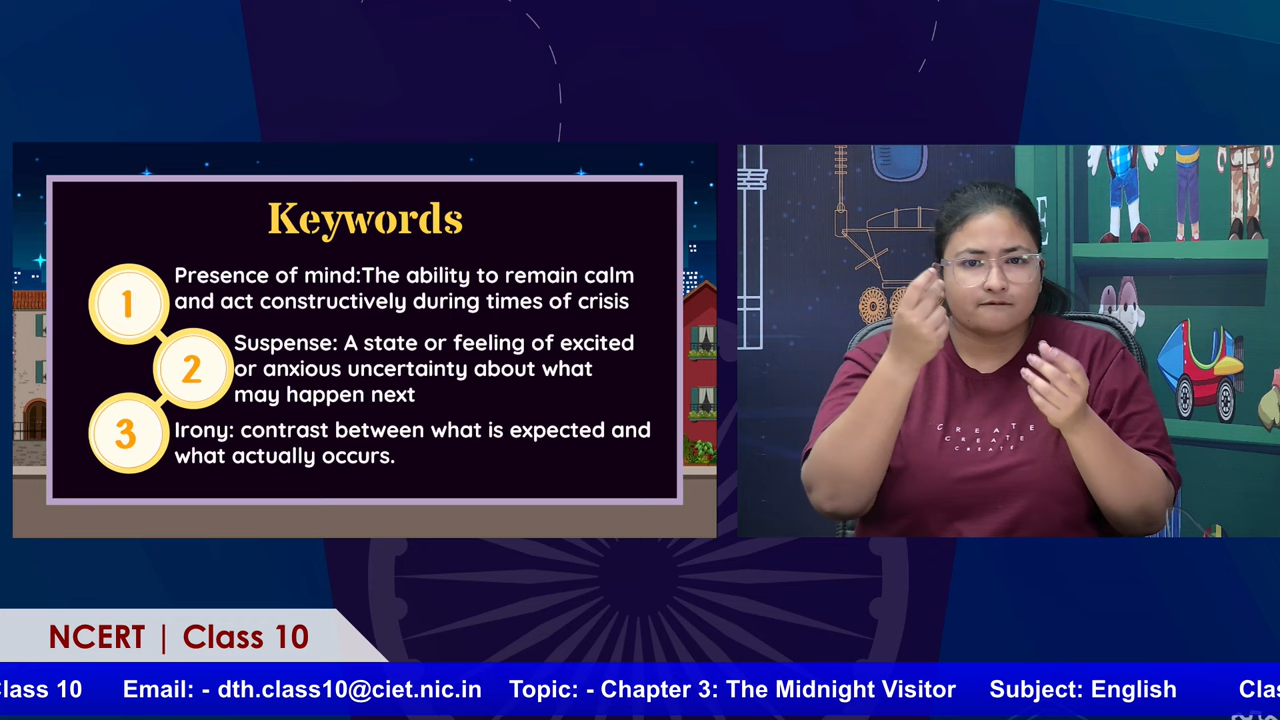 Keywords
1
Presence of mind:The ability to remain calm
and act constructively during times of crisis
2
Suspense: A state or feeling of excited
or anxious uncertainty about what
may happen next
3
Irony: contrast between what is expected and
what actually occurs.
E
CREATE
CREATE
CREATE
NCERT | Class 10
Class 10 Email: - dth.class10@ciet.nic.in Topic: - Chapter 3: The Midnight Visitor Subject: English Clas